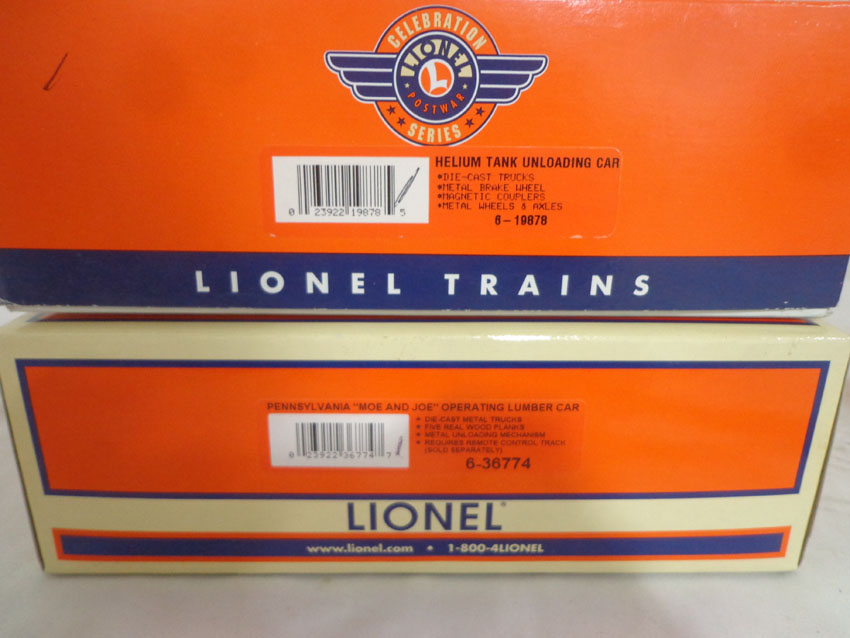 CELEBRATION
LIONEL
L
POSTWAR
SERIES
HELIUM TANK UNLOADING CAR
*DIE-CAST TRUCKS
*METAL BRAKE WHEEL
*MAGNETIC COUPLERS
*METAL WHEELS & AXLES
6-19878
0 23922 19878 5
LIONEL TRAINS
PENNSYLVANIA "MOE AND JOE" OPERATING LUMBER CAR
• DIE-CAST METAL TRUCKS
• FIVE REAL WOOD PLANKS
• METAL UNLOADING MECHANISM
• REQUIRES REMOTE CONTROL TRACK
(SOLD SEPARATELY)
6-36774
0 23922 36774 7
LIONEL®
www.lionel.com • 1-800-4LIONEL